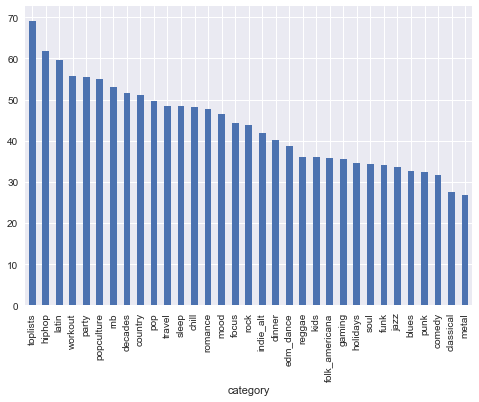 70
60
50
40
30
20
10
0
toplists
hiphop
latin
workout
party
popculture
rnb
decades
country
pop
travel
sleep
chill
romance
mood
focus
rock
indie_alt
dinner
edm_dance
reggae
kids
folk_americana
gaming
holidays
soul
funk
jazz
blues
punk
comedy
classical
metal
category